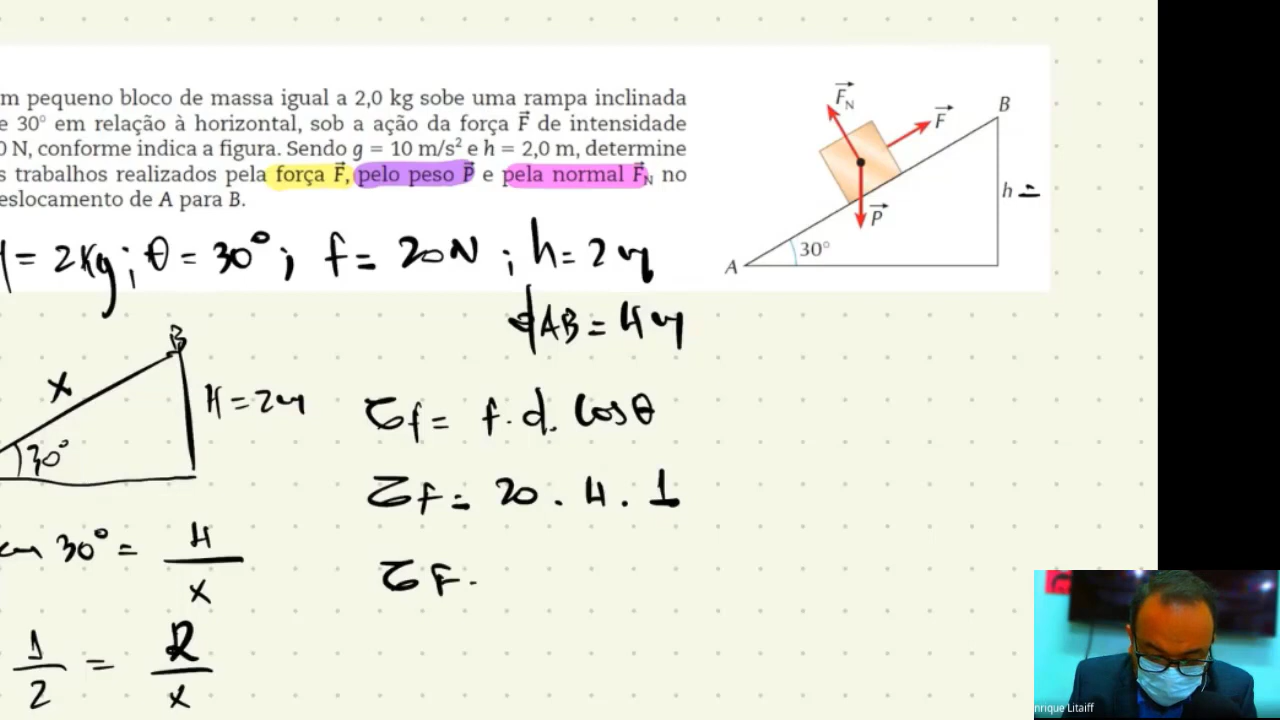 m pequeno bloco de massa igual a 2,0 kg sobe uma rampa inclinada
e 30° em relação à horizontal, sob a ação da força F⃗ de intensidade
0 N, conforme indica a figura. Sendo g = 10 m/s² e h = 2,0 m, determine
s trabalhos realizados pela força F⃗, pelo peso P⃗ e pela normal F⃗N no
eslocamento de A para B.
F⃗N
F⃗
B
h =
P⃗
30°
A
= 2kg; θ = 30°; f = 20N; h = 2m
dAB = 4m
B
x
H = 2m
30°
en 30° = H/x
1/2 = 2/x
τf = f. d. cosθ
τF = 20 . 4 . 1
τF
nrique Litaiff